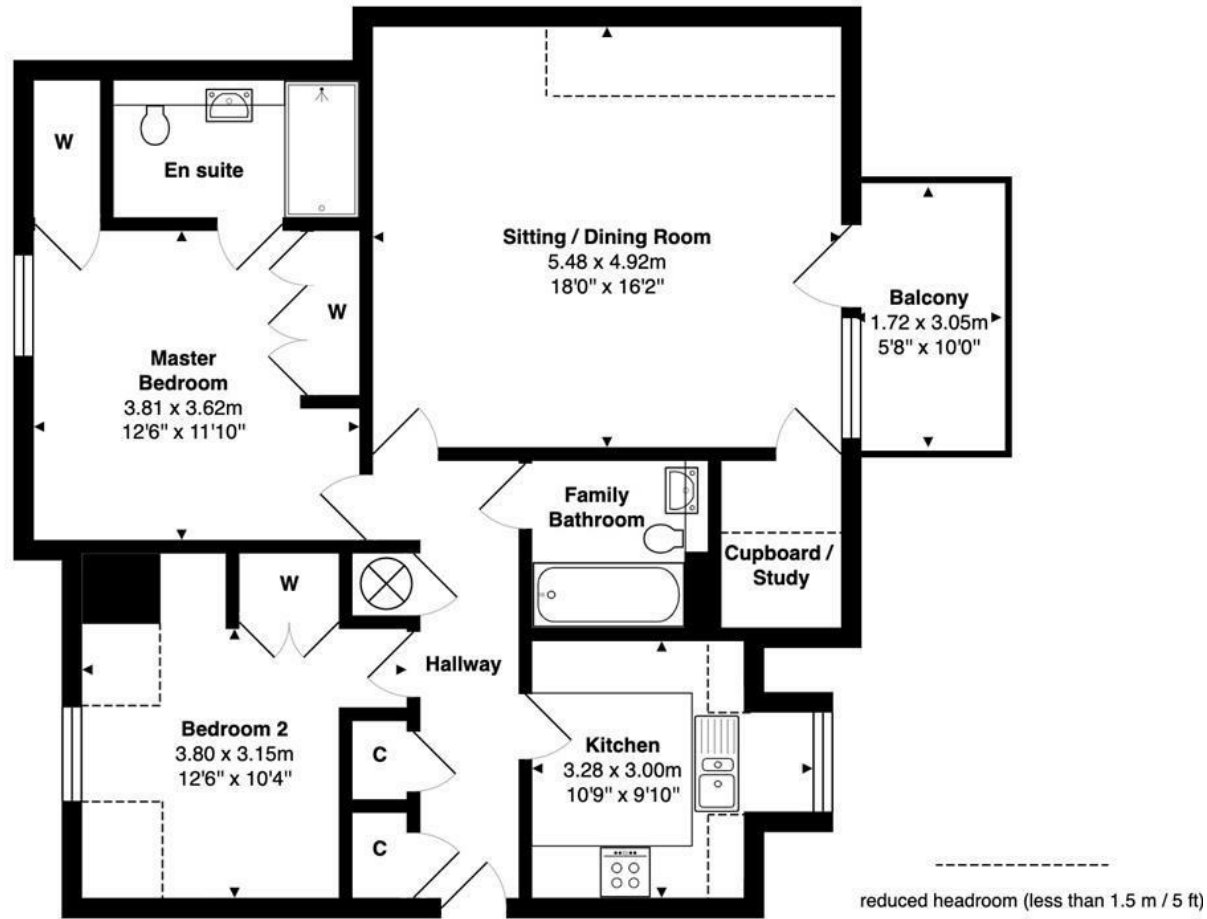 W
En suite
Sitting / Dining Room
5.48 x 4.92m
18'0" x 16'2"
Balcony
1.72 x 3.05m
5'8" x 10'0"
W
Master
Bedroom
3.81 x 3.62m
12'6" x 11'10"
Family
Bathroom
Cupboard /
Study
W
Hallway
Bedroom 2
3.80 x 3.15m
12'6" x 10'4"
C
Kitchen
3.28 x 3.00m
10'9" x 9'10"
C
reduced headroom (less than 1.5 m / 5 ft)